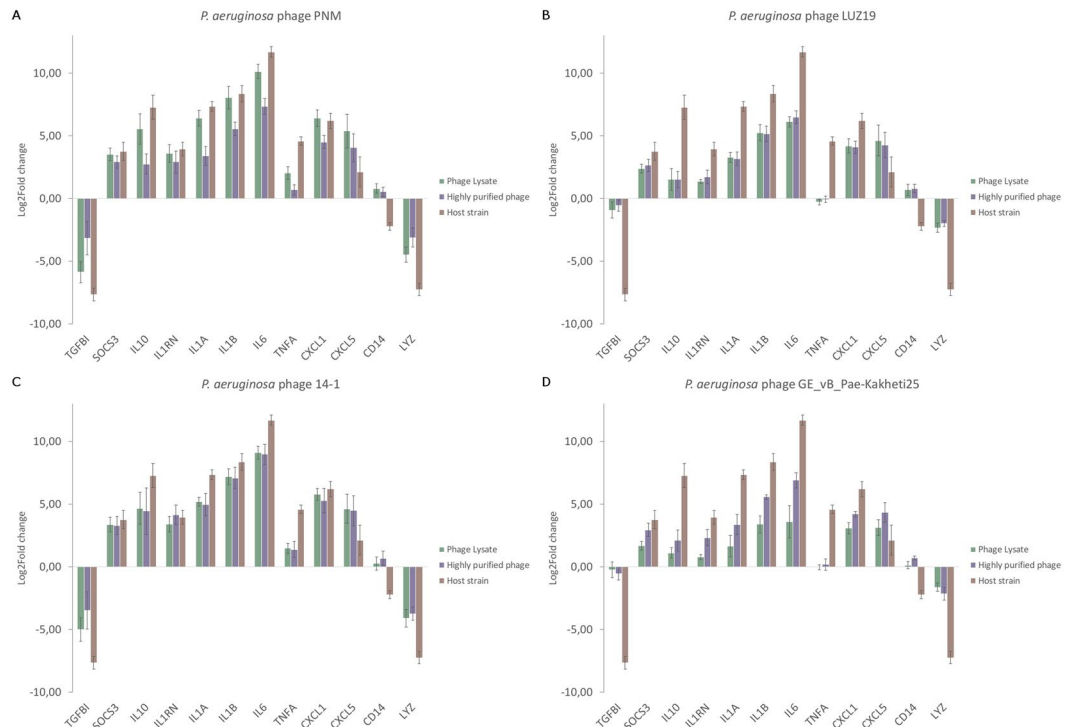 A
P. aeruginosa phage PNM
10,00
5,00
0,00
-5,00
-10,00
Log2Fold change
Phage Lysate
Highly purified phage
Host strain
TGFBI
SOCS3
IL10
IL1RN
IL1A
IL1B
IL6
TNFA
CXCL1
CXCL5
CD14
LYZ
B
P. aeruginosa phage LUZ19
10,00
5,00
0,00
-5,00
-10,00
Log2Fold change
Phage Lysate
Highly purified phage
Host strain
TGFBI
SOCS3
IL10
IL1RN
IL1A
IL1B
IL6
TNFA
CXCL1
CXCL5
CD14
LYZ
C
P. aeruginosa phage 14-1
10,00
5,00
0,00
-5,00
-10,00
Log2Fold change
Phage Lysate
Highly purified phage
Host strain
TGFBI
SOCS3
IL10
IL1RN
IL1A
IL1B
IL6
TNFA
CXCL1
CXCL5
CD14
LYZ
D
P. aeruginosa phage GE_vB_Pae-Kakheti25
10,00
5,00
0,00
-5,00
-10,00
Log2Fold change
Phage Lysate
Highly purified phage
Host strain
TGFBI
SOCS3
IL10
IL1RN
IL1A
IL1B
IL6
TNFA
CXCL1
CXCL5
CD14
LYZ